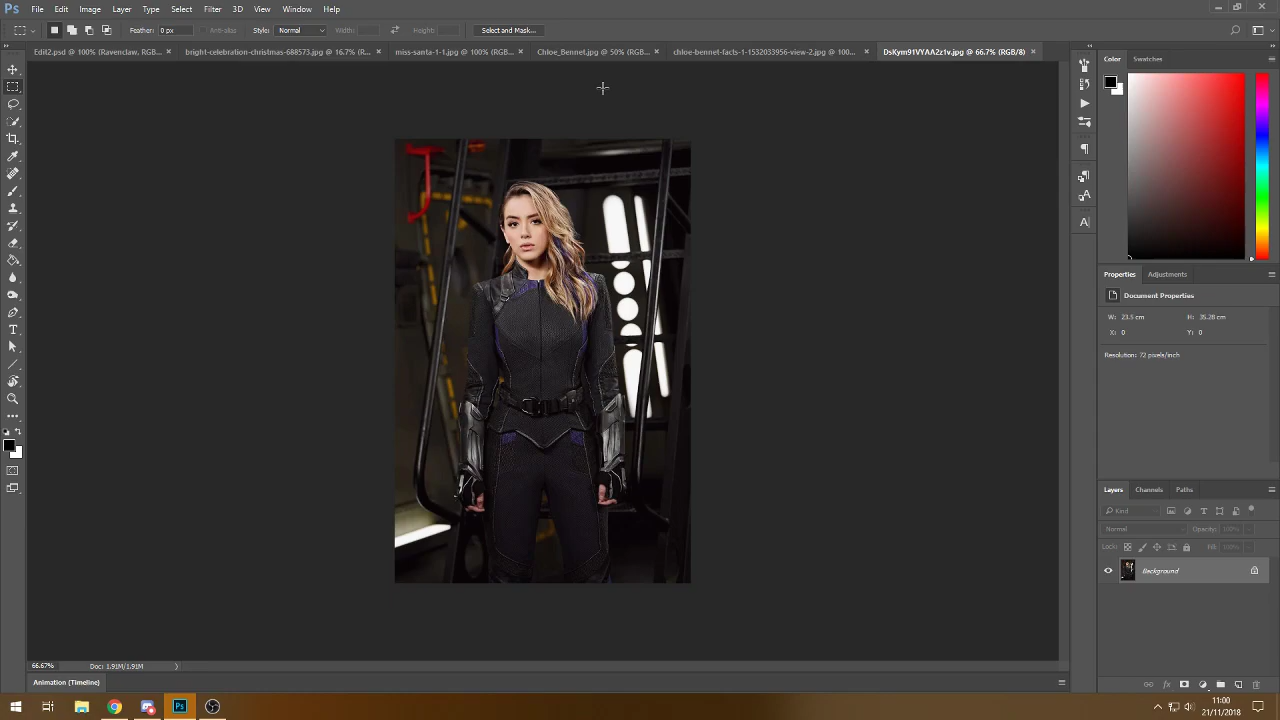 Ps File Edit Image Layer Type Select Filter 3D View Window Help
Feather: 0 px Anti-alias Style: Normal Width: Height: Select and Mask...
Edit2.psd @ 100% (Ravenclaw, RGB... × bright-celebration-christmas-688573.jpg @ 16.7% (R... × miss-santa-1-1.jpg @ 100% (RGB... × Chloe_Bennet.jpg @ 50% (RGB... × chloe-bennet-facts-1-1532033956-view-2.jpg @ 100... × DsKym91VYAA2z1v.jpg @ 66.7% (RGB/8) ×
Color Swatches
Properties Adjustments
Document Properties
W: 23.5 cm H: 35.28 cm
X: 0 Y: 0
Resolution: 72 pixels/inch
Layers Channels Paths
Kind
Normal Opacity: 100%
Lock: Fill: 100%
Background
66.67% Doc: 1.91M/1.91M
Animation (Timeline)
Ps
11:00
21/11/2018